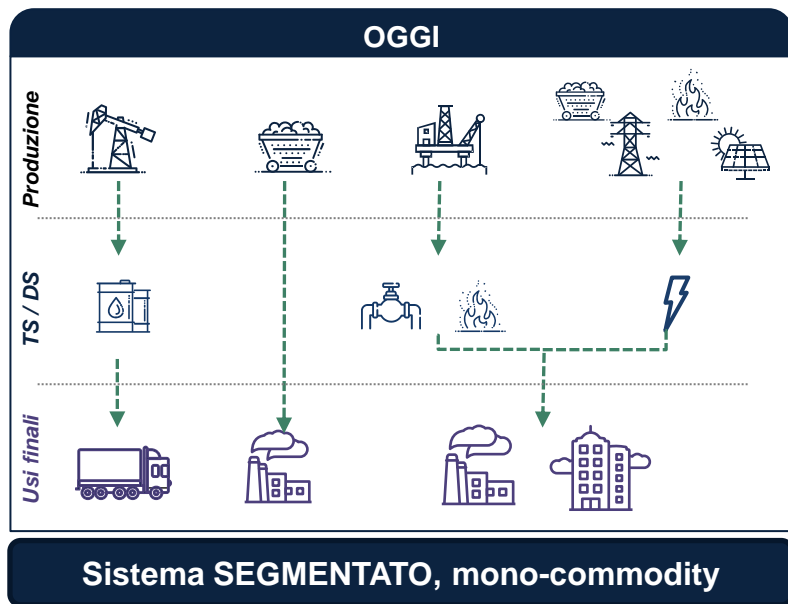 OGGI
Produzione
TS / DS
Usi finali
Sistema SEGMENTATO, mono-commodity